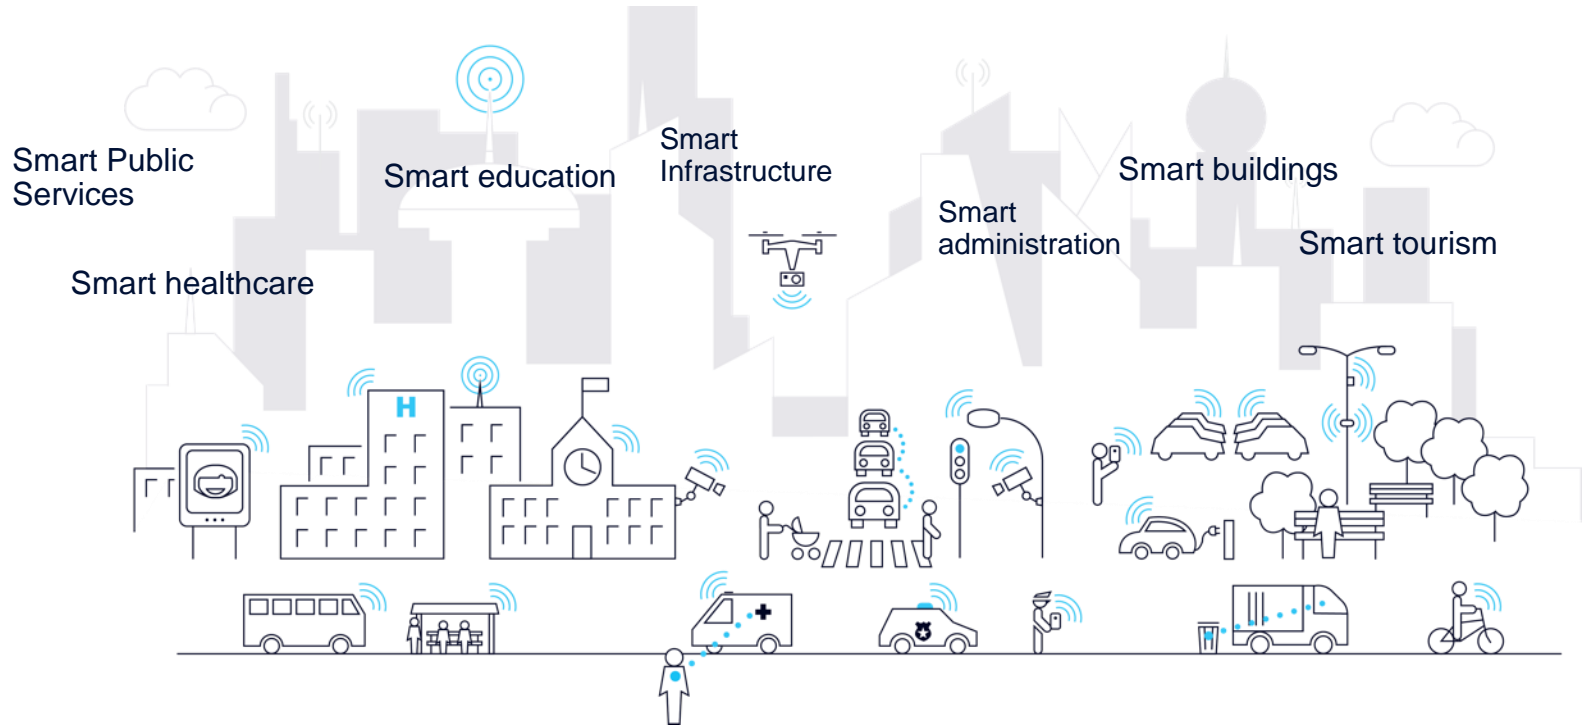 Smart Public
Services
Smart education
Smart
Infrastructure
Smart buildings
Smart
administration
Smart tourism
Smart healthcare
H